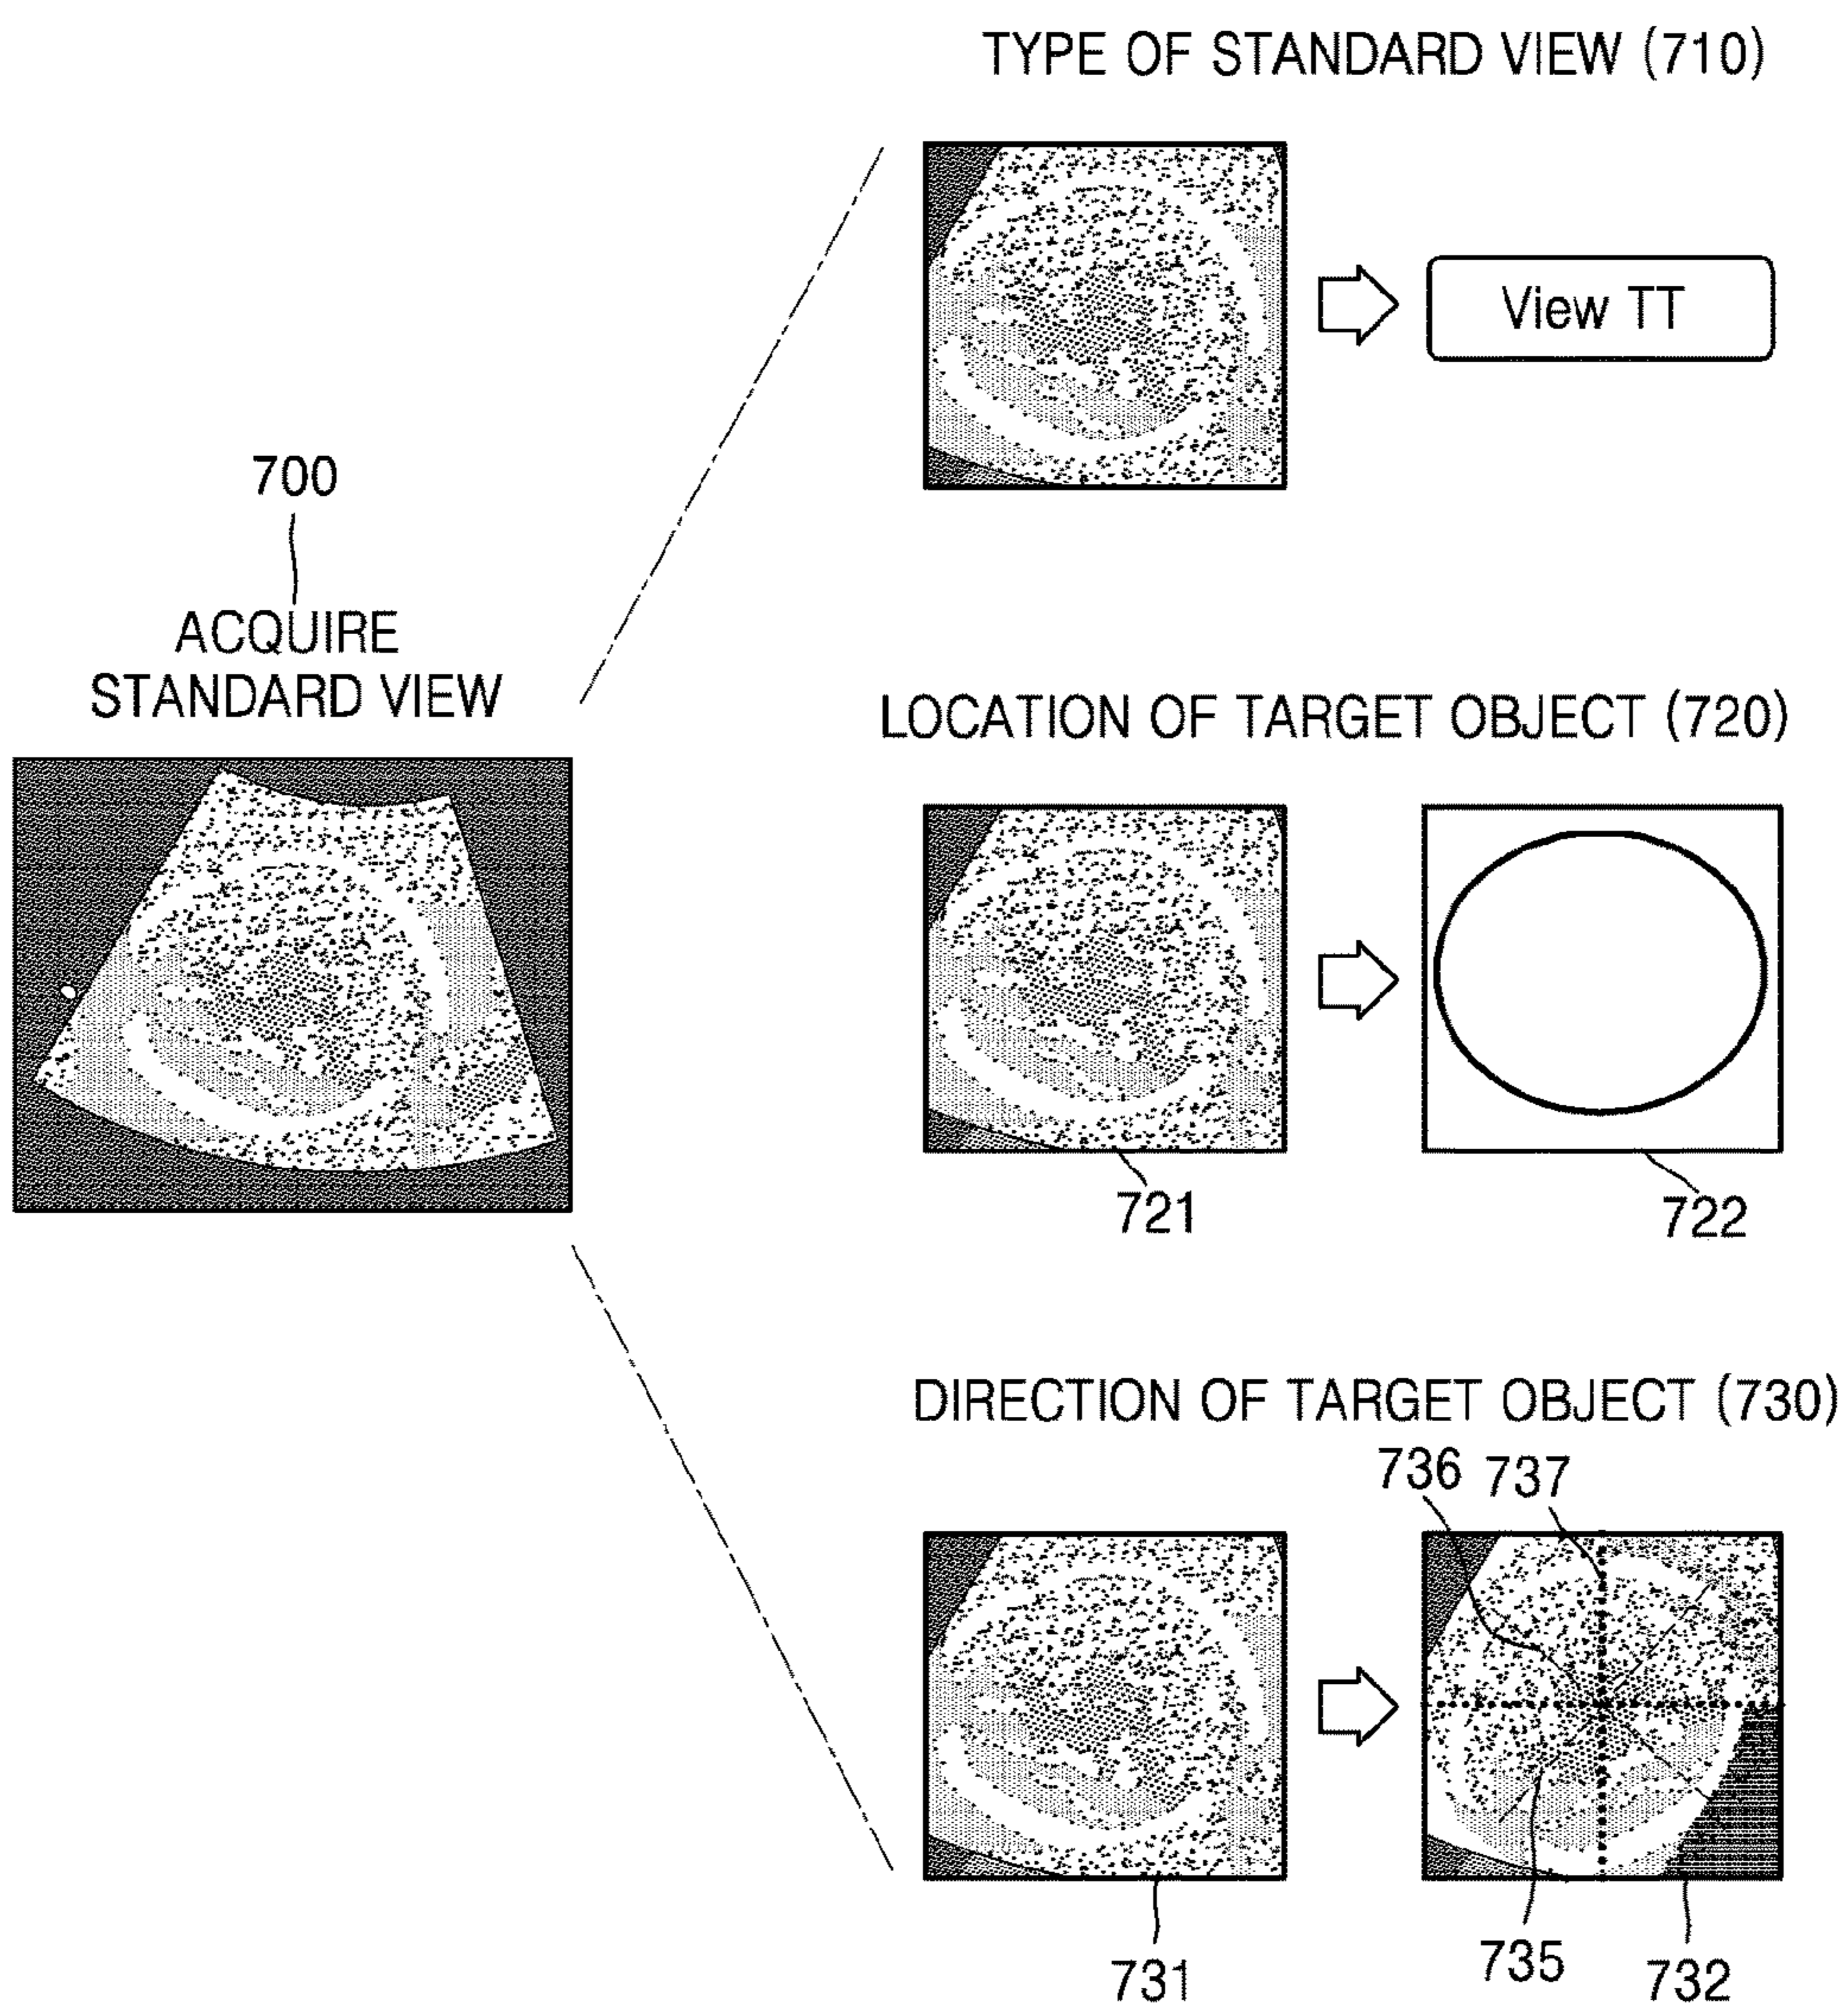 TYPE OF STANDARD VIEW (710)
View TT
700
ACQUIRE
STANDARD VIEW
LOCATION OF TARGET OBJECT (720)
721
722
DIRECTION OF TARGET OBJECT (730)
736 737
735
731
732